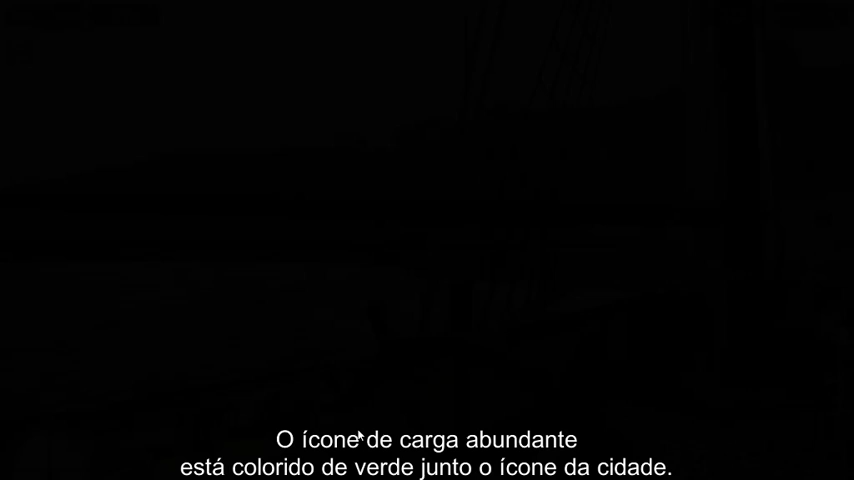 O ícone de carga abundante
está colorido de verde junto o ícone da cidade.